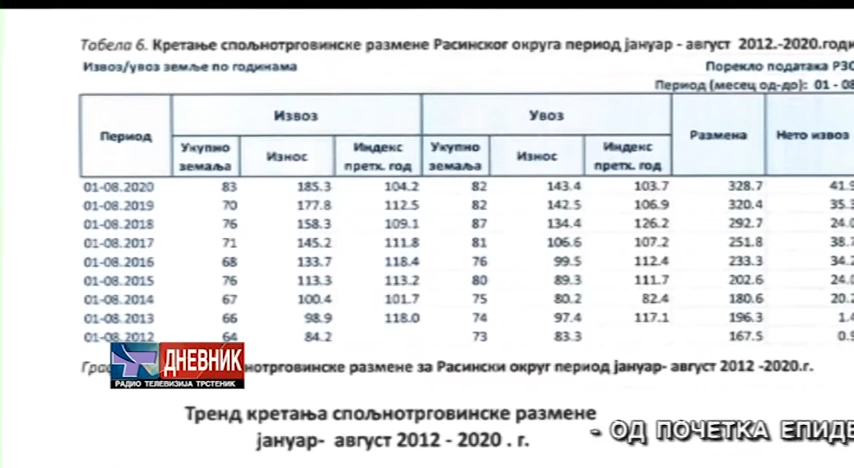 Табела 6. Кретање спољнотрговинске размене Расинског округа период јануар - август 2012.-2020.годи
Извоз/увоз земље по годинама
Порекло података РЗС
Период (месец од-до): 01 - 08
Период Извоз Увоз Размена Нето извоз
Укупно земаља Износ Индекс претх. год Укупно земаља Износ Индекс претх. год
01-08.2020 83 185.3 104.2 82 143.4 103.7 328.7 41.9
01-08.2019 70 177.8 112.5 82 142.5 106.9 320.4 35.3
01-08.2018 76 158.3 109.1 87 134.4 126.2 292.7 24.0
01-08.2017 71 145.2 111.8 81 106.6 107.2 251.8 38.7
01-08.2016 68 133.7 118.4 76 99.5 112.4 233.3 34.2
01-08.2015 76 113.3 113.2 80 89.3 111.7 202.6 24.0
01-08.2014 67 100.4 101.7 75 80.2 82.4 180.6 20.2
01-08.2013 66 98.9 118.0 74 97.4 117.1 196.3 1.4
01-08.2012 64 84.2 73 83.3 167.5 0.9
нотрговинске размене за Расински округ период јануар- август 2012 -2020.г.
ДНЕВНИК
РАДИО ТЕЛЕВИЗИЈА ТРСТЕНИК
Тренд кретања спољнотрговинске размене
јануар- август 2012 - 2020 . г.
- ОД ПОЧЕТКА ЕПИДЕ